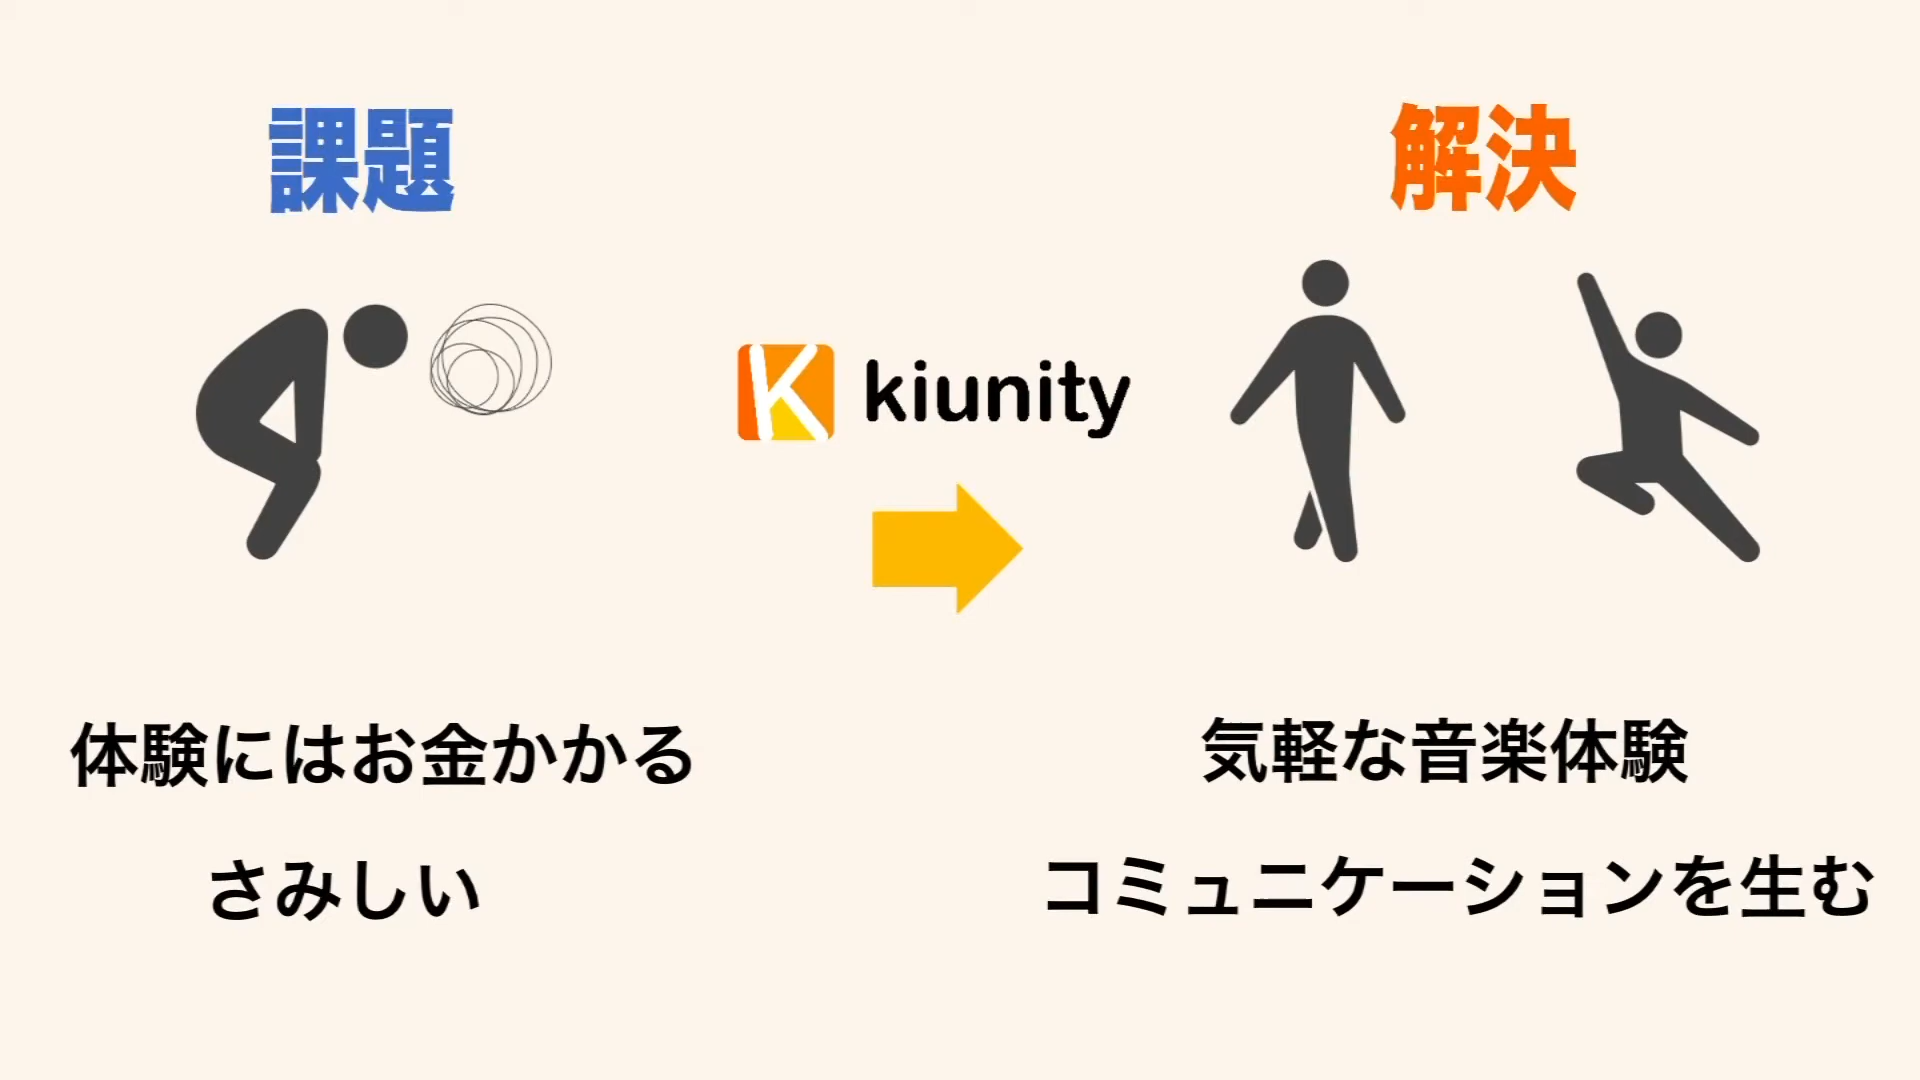 課題
体験にはお金かかる
さみしい
K kiunity
解決
気軽な音楽体験
コミュニケーションを生む